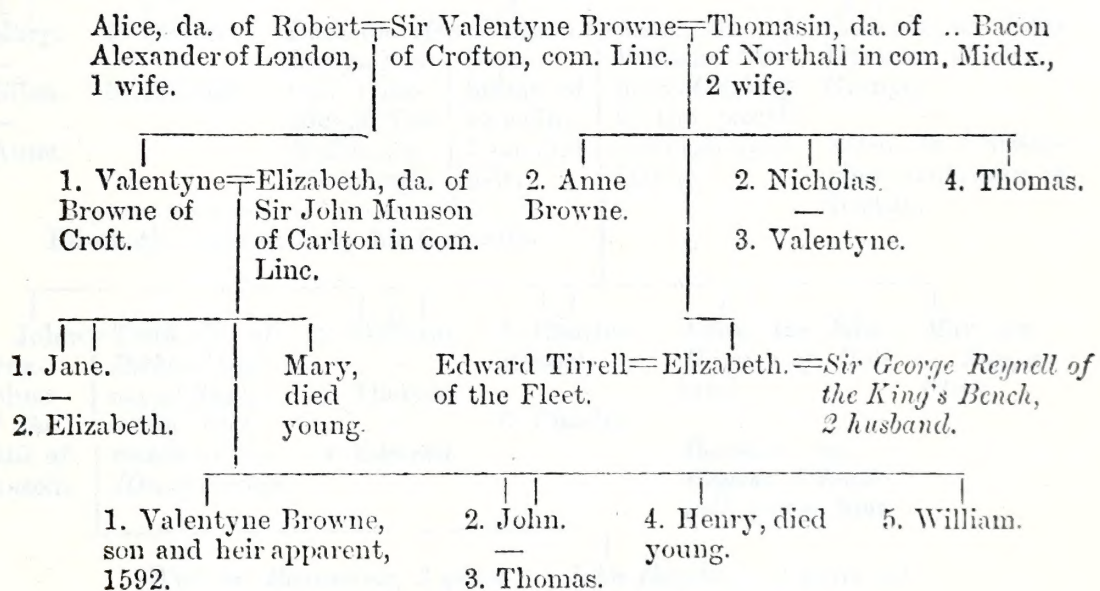 Alice, da. of Robert=Sir Valentyne Browne=Thomasin, da. of .. Bacon
Alexander of London, of Crofton, com. Linc. of Northall in com. Middx.,
1 wife. 2 wife.
1. Valentyne=Elizabeth, da. of 2. Anne 2. Nicholas. 4. Thomas.
Browne of Sir John Munson Browne. —
Croft. of Carlton in com. 3. Valentyne.
Linc.
1. Jane. Mary, Edward Tirrell=Elizabeth.=Sir George Reynell of
— died of the Fleet. the King's Bench,
2. Elizabeth. young. 2 husband.
1. Valentyne Browne, 2. John. 4. Henry, died 5. William.
son and heir apparent, — young.
1592. 3. Thomas.